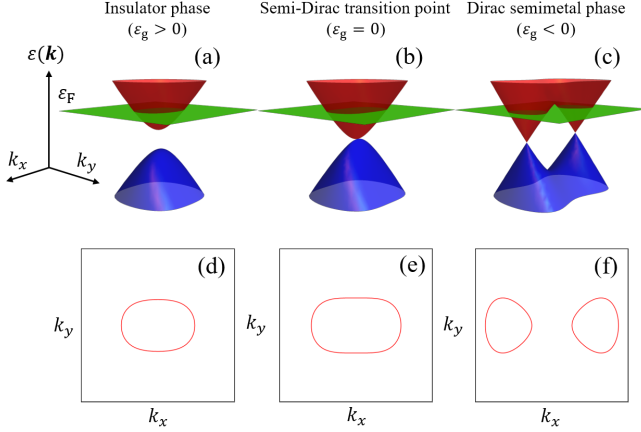 Insulator phase
(εg > 0)
Semi-Dirac transition point
(εg = 0)
Dirac semimetal phase
(εg < 0)
ε(k)
(a)
(b)
(c)
εF
kx
ky
(d)
(e)
(f)
ky
ky
ky
kx
kx
kx